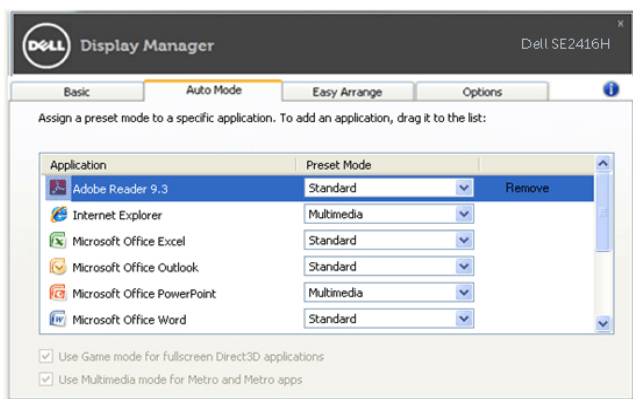 DELL Display Manager Dell SE2416H
Basic Auto Mode Easy Arrange Options
Assign a preset mode to a specific application. To add an application, drag it to the list:
Application Preset Mode
Adobe Reader 9.3 Standard Remove
Internet Explorer Multimedia
Microsoft Office Excel Standard
Microsoft Office Outlook Standard
Microsoft Office PowerPoint Multimedia
Microsoft Office Word Standard
Use Game mode for fullscreen Direct3D applications
Use Multimedia mode for Metro and Metro apps